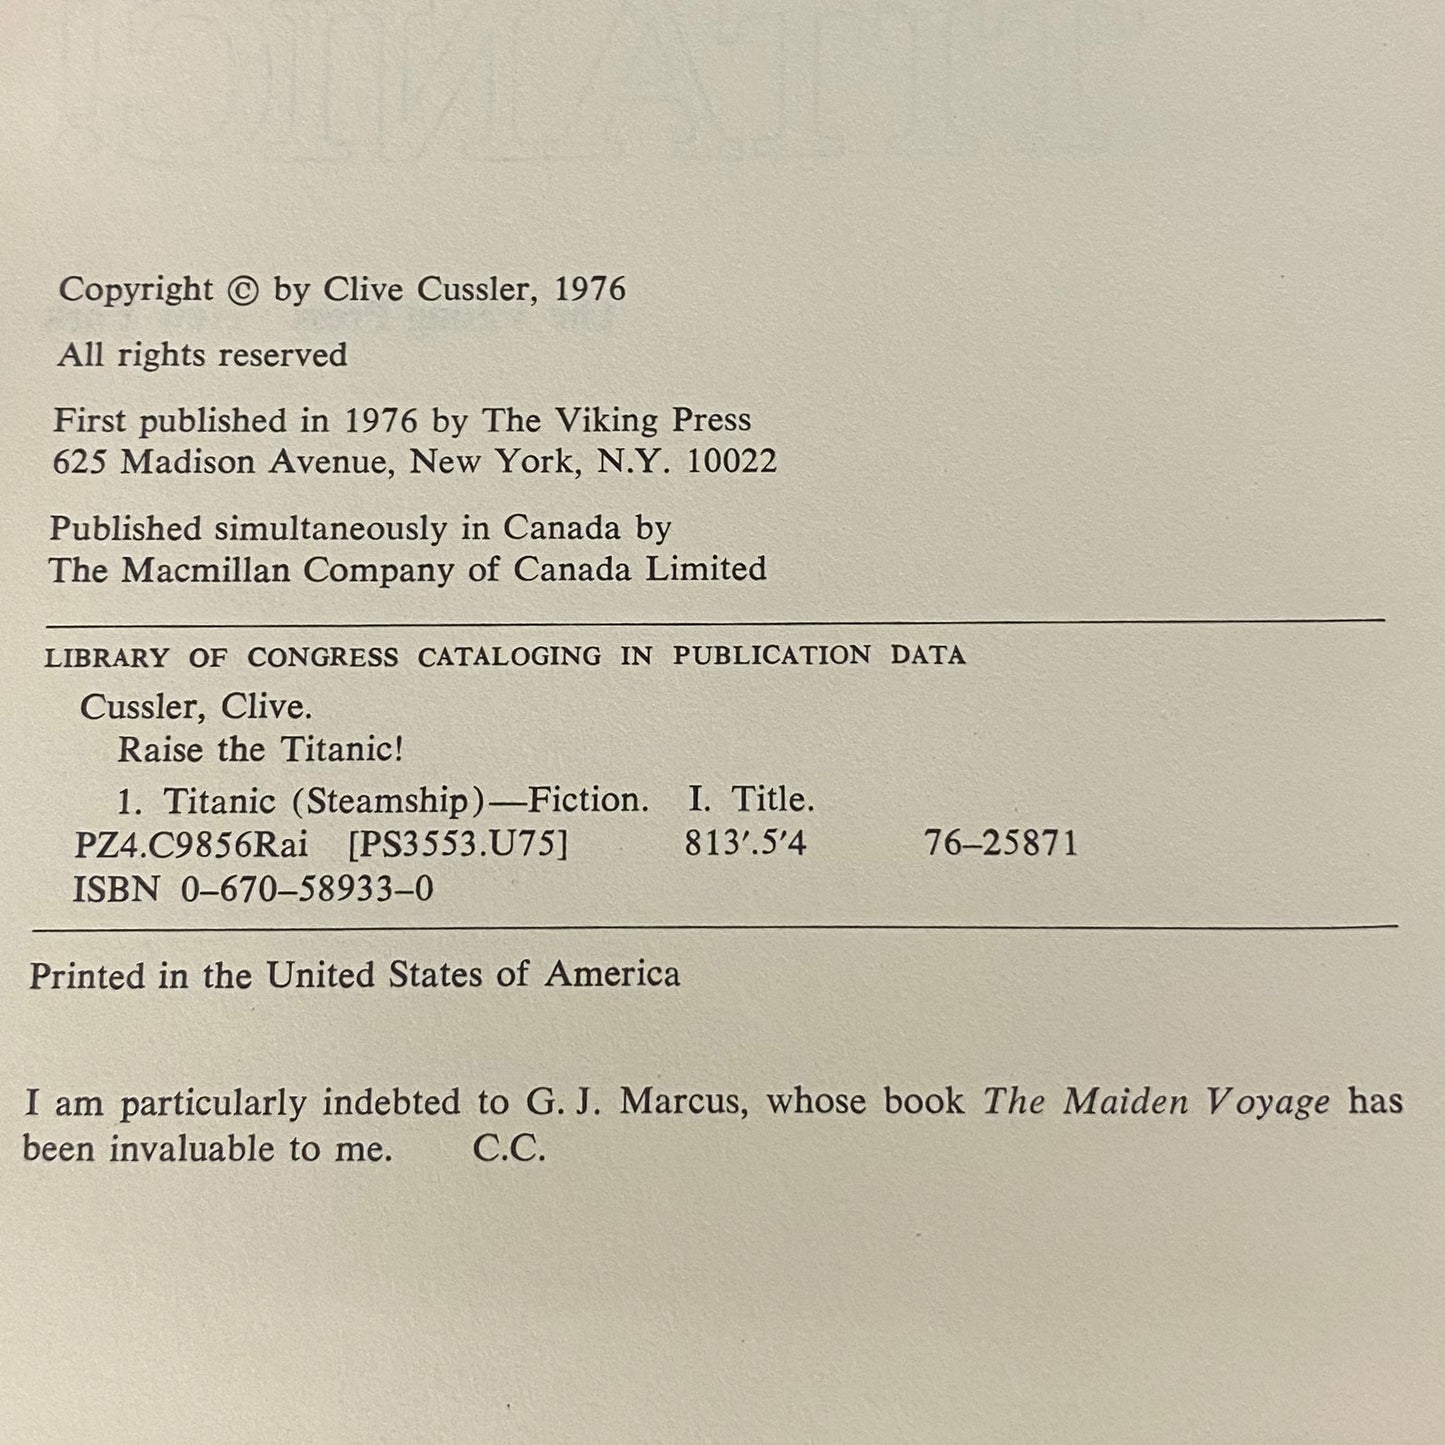 Copyright © by Clive Cussler, 1976
All rights reserved
First published in 1976 by The Viking Press
625 Madison Avenue, New York, N.Y. 10022
Published simultaneously in Canada by
The Macmillan Company of Canada Limited
LIBRARY OF CONGRESS CATALOGING IN PUBLICATION DATA
Cussler, Clive.
Raise the Titanic!
1. Titanic (Steamship)—Fiction. I. Title.
PZ4.C9856Rai [PS3553.U75] 813′.5′4 76–25871
ISBN 0–670–58933–0
Printed in the United States of America
I am particularly indebted to G. J. Marcus, whose book The Maiden Voyage has
been invaluable to me. C.C.